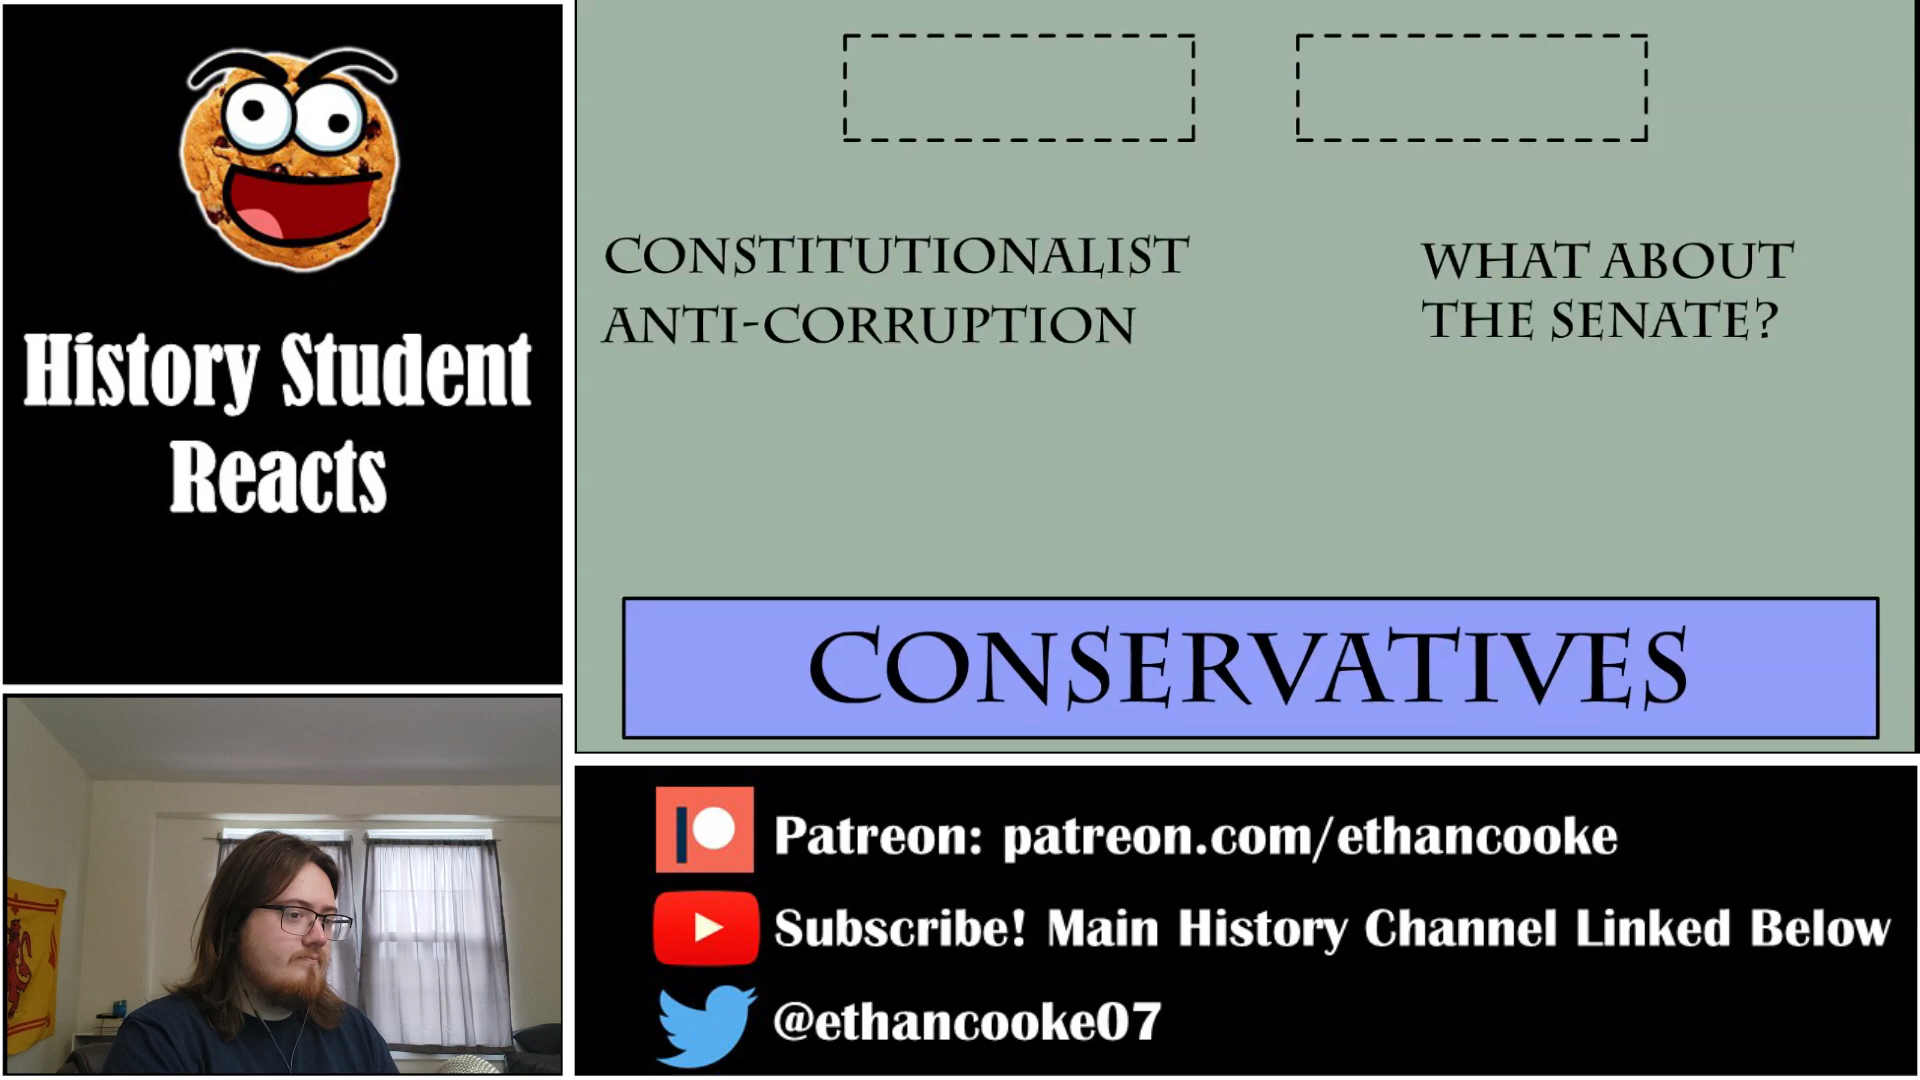 History Student
Reacts
CONSTITUTIONALIST
ANTI-CORRUPTION
WHAT ABOUT
THE SENATE?
CONSERVATIVES
Patreon: patreon.com/ethancooke
Subscribe! Main History Channel Linked Below
@ethancooke07